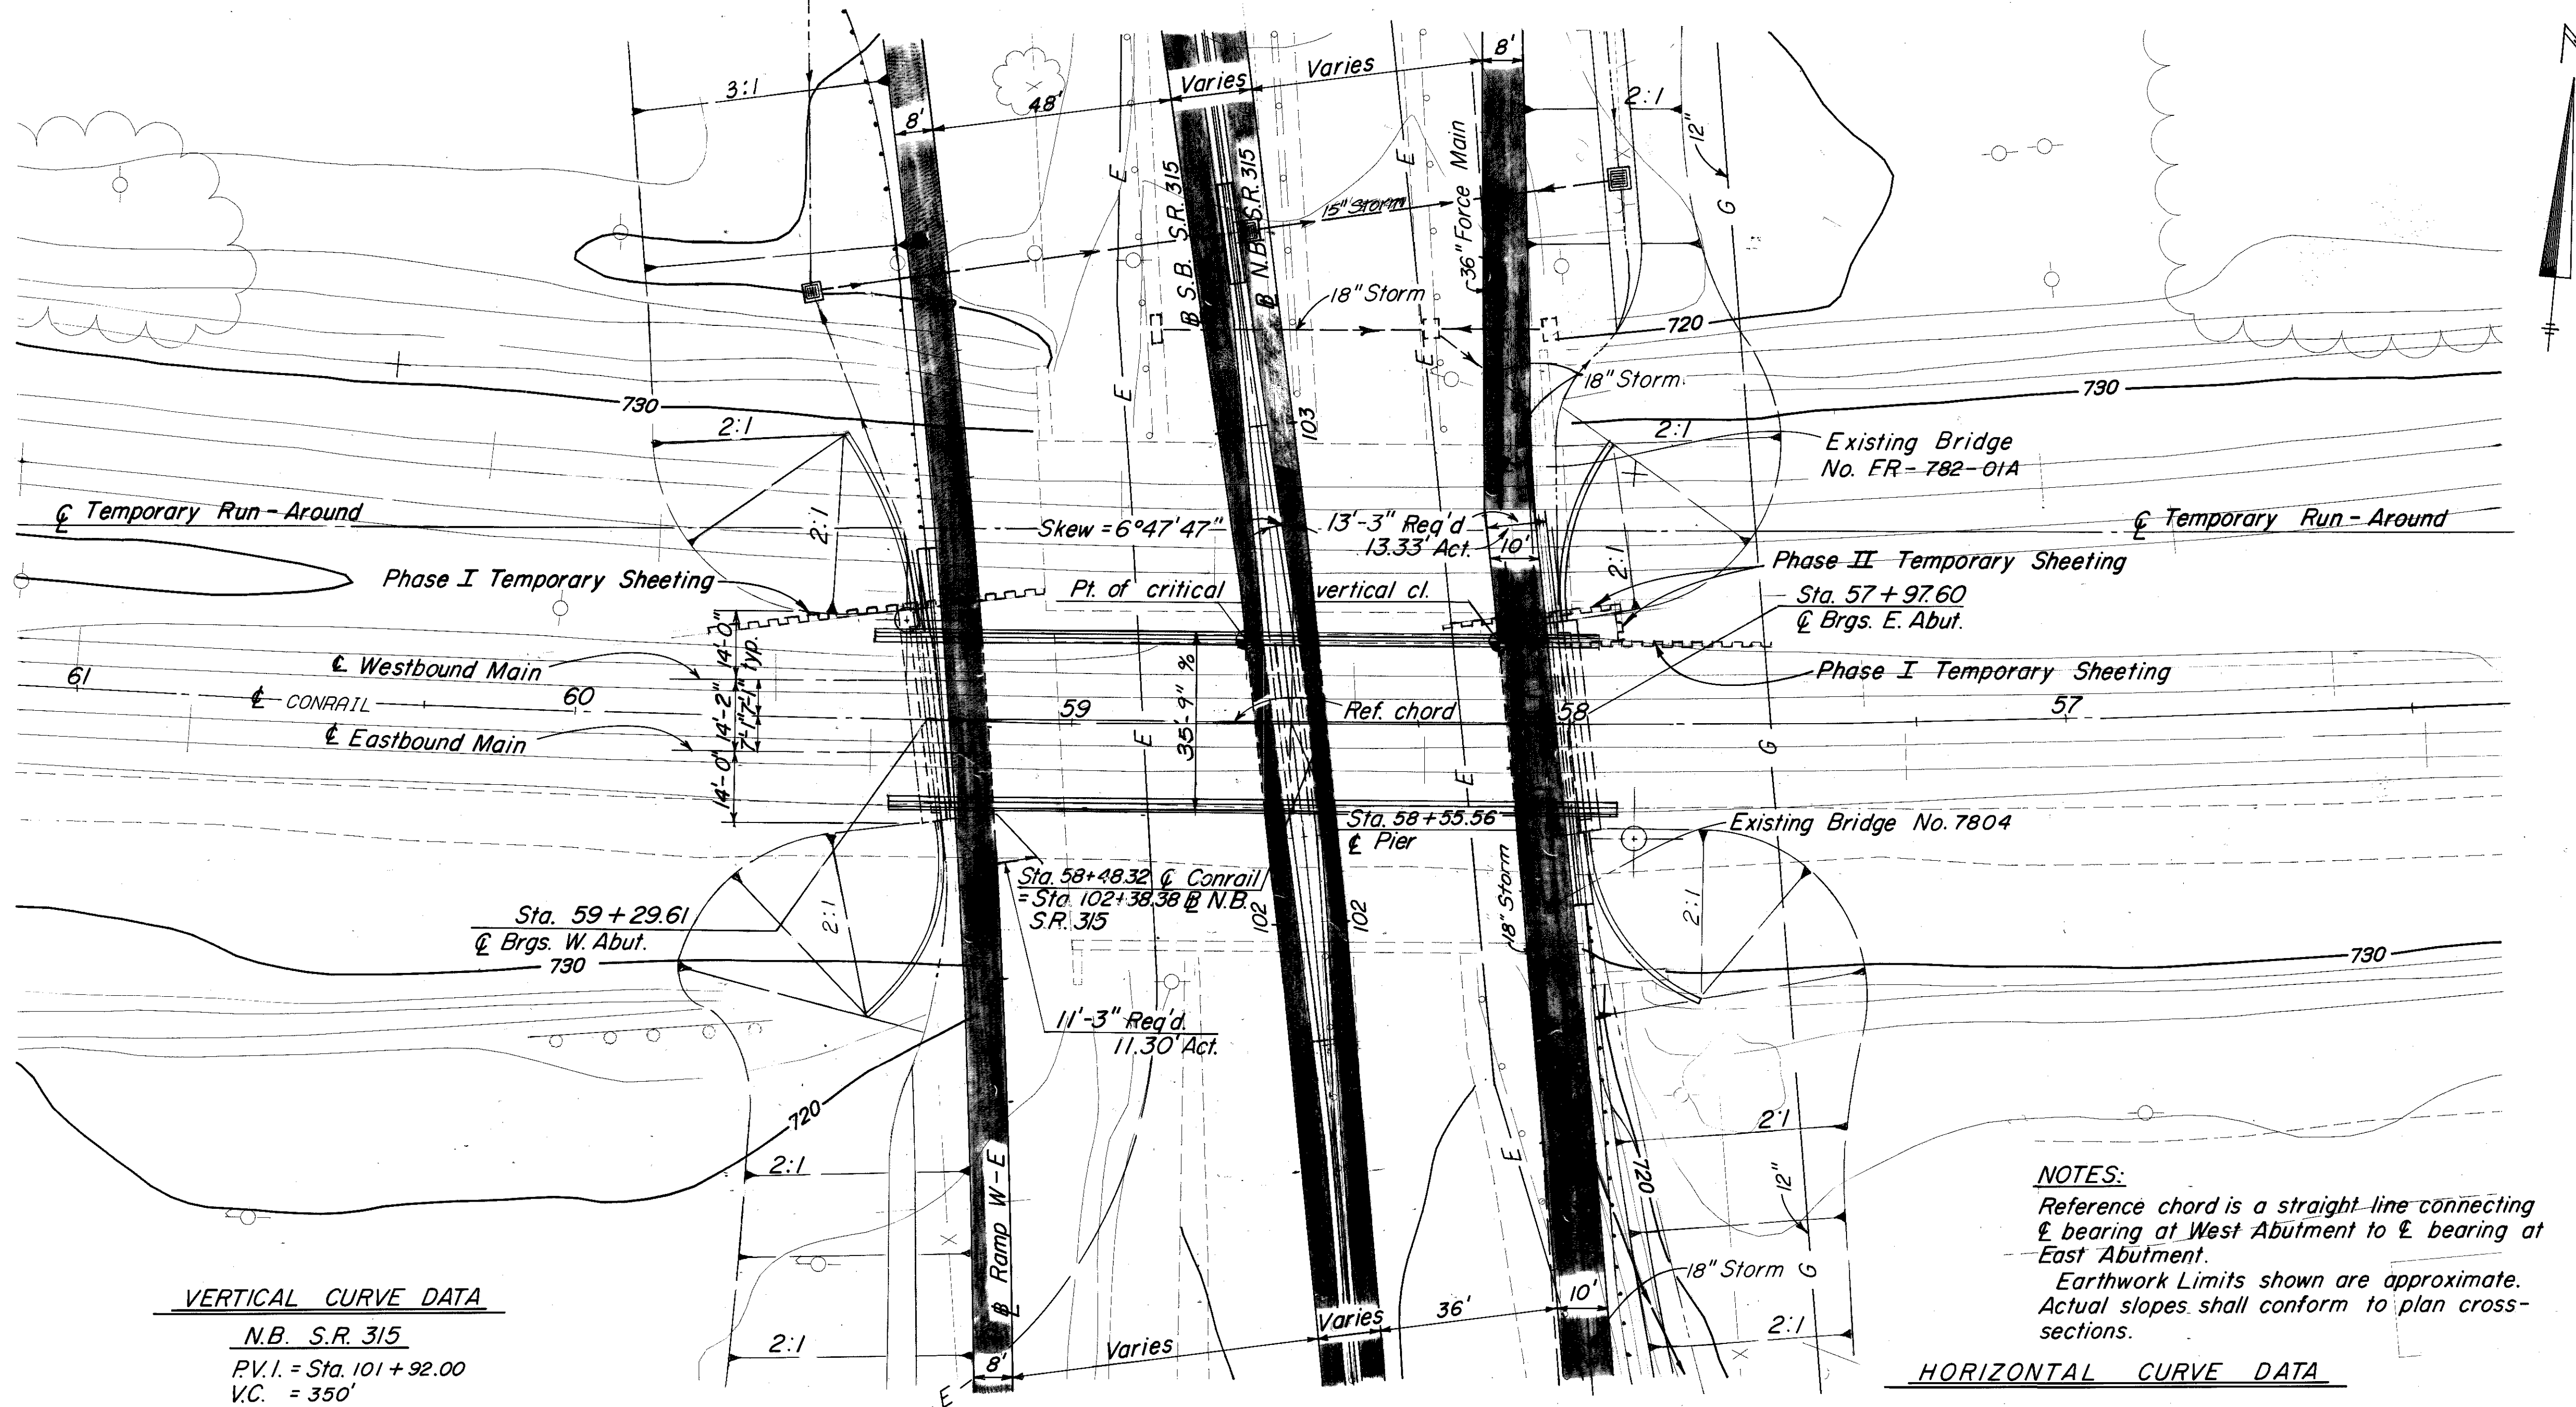 8'
Varies
Varies
3:1
48'
8'
2:1
12"
36" Force Main
E
E
G
15" Storm
℄ S.B. S.R. 315
℄ N.B. S.R. 315
18" Storm
720
E
E
18" Storm
730
730
2:1
103
2:1
Existing Bridge
No. FR-782-01A
℄ Temporary Run-Around
2:1
Skew = 6°47'47"
13'-3" Req'd
13.33' Act.
10'
2:1
℄ Temporary Run-Around
Phase I Temporary Sheeting
Pt. of critical vertical cl.
Phase II Temporary Sheeting
Sta. 57+97.60
℄ Brgs. E. Abut.
14'-0"
14'-2"
14'-0"
7'-1" 7'-1" typ.
℄ Westbound Main
35'-9" %
Phase I Temporary Sheeting
61
℄ CONRAIL
60
59
Ref. chord
58
57
℄ Eastbound Main
E
E
G
Sta. 58+55.56
℄ Pier
Existing Bridge No. 7804
Sta. 58+48.32 ℄ Conrail
= Sta. 102+38.38 ℄ N.B.
S.R. 315
102
102
18" Storm
2:1
2:1
Sta. 59+29.61
℄ Brgs. W. Abut.
730
730
11'-3" Req'd.
11.30' Act.
720
2:1
2:1
E
720
12"
℄ Ramp W-E
NOTES:
Reference chord is a straight line connecting
℄ bearing at West Abutment to ℄ bearing at
East Abutment.
Earthwork Limits shown are approximate.
Actual slopes shall conform to plan cross-
sections.
18" Storm
G
VERTICAL CURVE DATA
N.B. S.R. 315
P.V.I. = Sta. 101+92.00
V.C. = 350'
2:1
8'
Varies
Varies
36'
10'
2:1
E
HORIZONTAL CURVE DATA